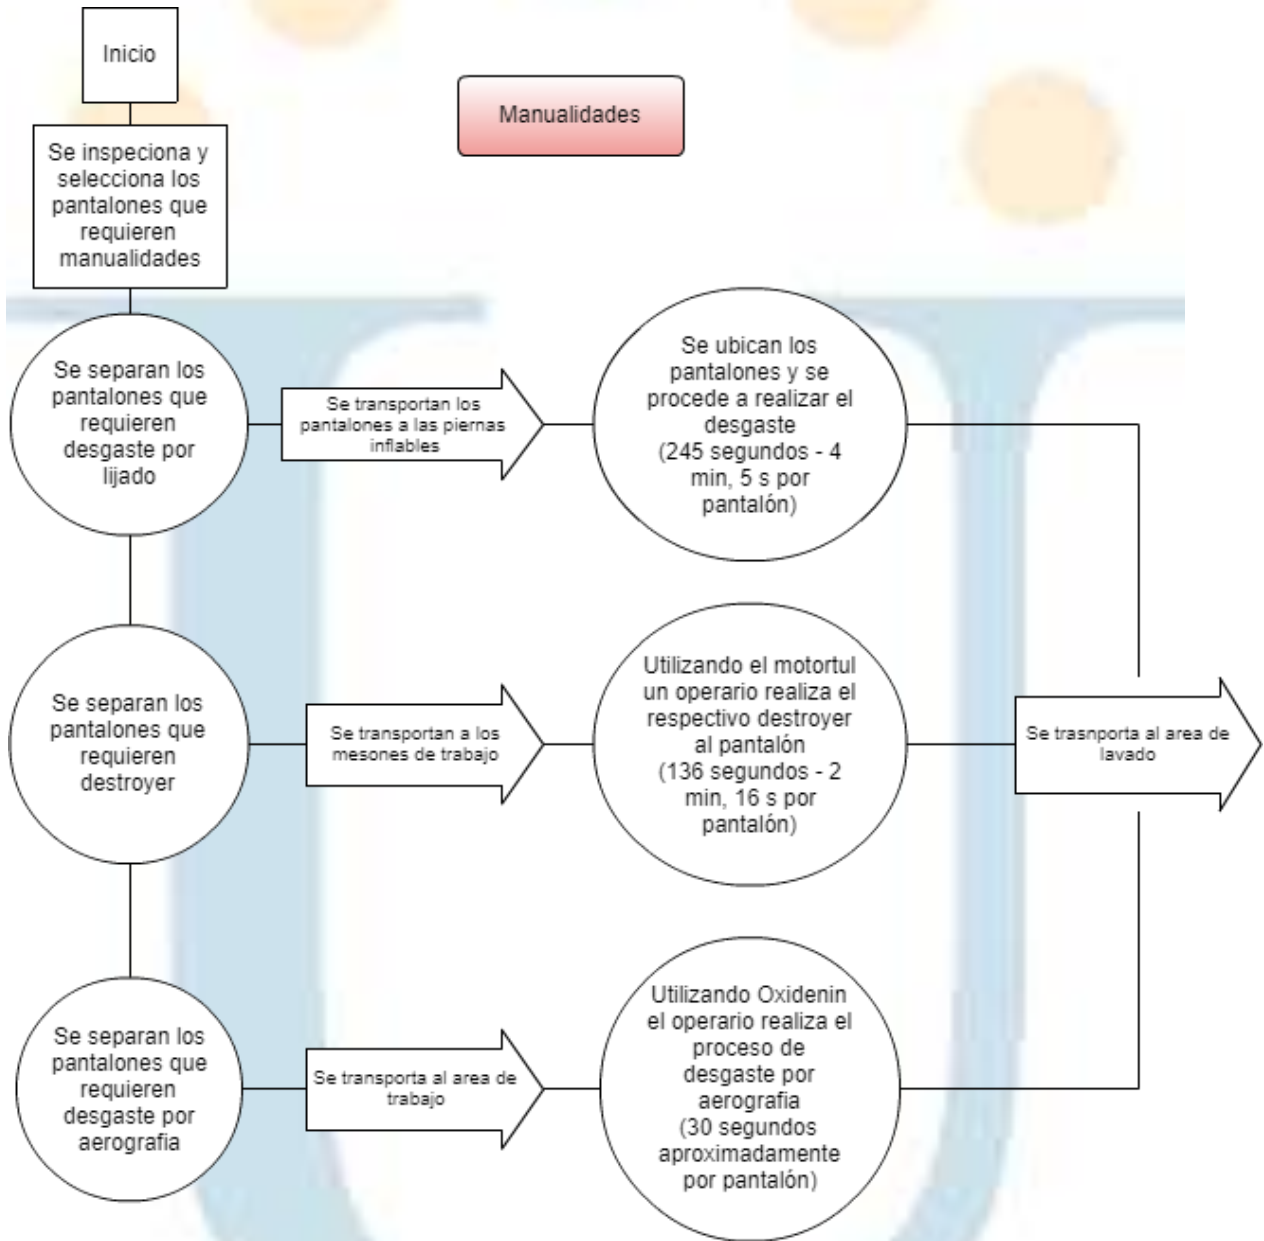 Inicio
Manualidades
Se inspeciona y
selecciona los
pantalones que
requieren
manualidades
Se separan los
pantalones que
requieren
desgaste por
lijado
Se transportan los
pantalones a las piernas
inflables
Se ubican los
pantalones y se
procede a realizar el
desgaste
(245 segundos - 4
min, 5 s por
pantalón)
Se separan los
pantalones que
requieren
destroyer
Se transportan a los
mesones de trabajo
Utilizando el motortul
un operario realiza el
respectivo destroyer
al pantalón
(136 segundos - 2
min, 16 s por
pantalón)
Se trasnporta al area de
lavado
Se separan los
pantalones que
requieren
desgaste por
aerografia
Se transporta al area de
trabajo
Utilizando Oxidenin
el operario realiza el
proceso de
desgaste por
aerografia
(30 segundos
aproximadamente
por pantalón)